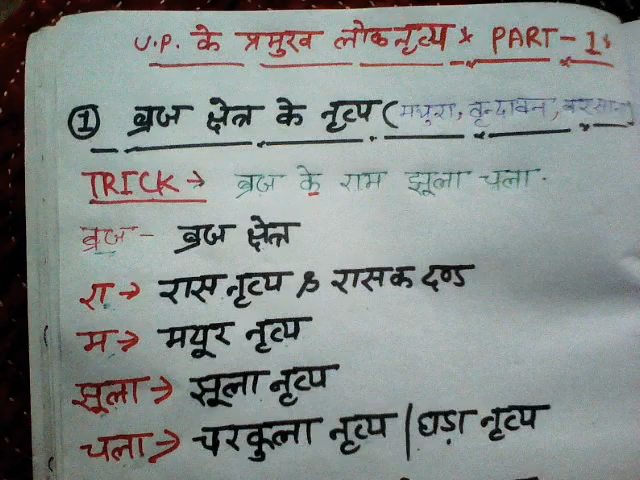 U.P. के प्रमुख लोकनृत्य * PART-1
① ब्रज क्षेत्र के नृत्य (मथुरा, वृन्दावन, बरसाना)
TRICK → ब्रज के राम झूला चला.
ब्रज - ब्रज क्षेत्र
रा → रास नृत्य & रासक दण्ड
म → मयूर नृत्य
झूला → झूला नृत्य
चला → चरकुला नृत्य | घड़ा नृत्य